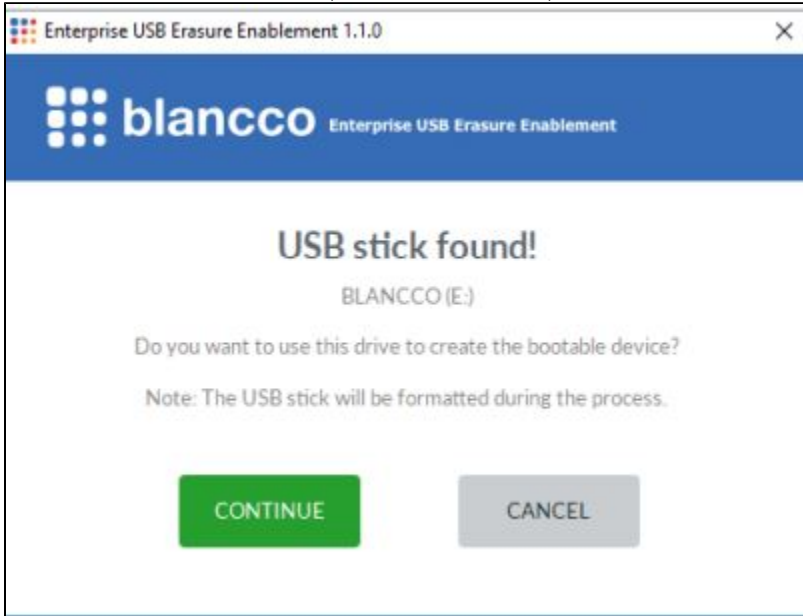 Enterprise USB Erasure Enablement 1.1.0
blancco Enterprise USB Erasure Enablement
USB stick found!
BLANCCO (E:)
Do you want to use this drive to create the bootable device?
Note: The USB stick will be formatted during the process.
CONTINUE CANCEL